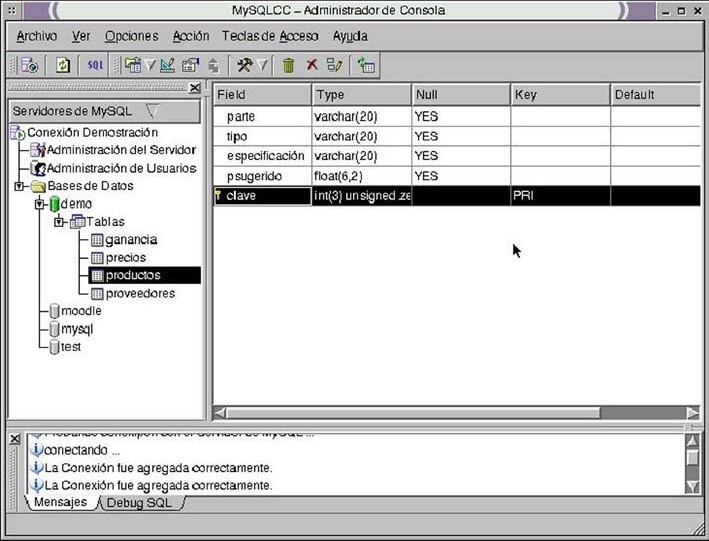 MySQLCC – Administrador de Consola
Archivo Ver Opciones Acción Teclas de Acceso Ayuda
SQL
Servidores de MySQL
Conexión Demostración
Administración del Servidor
Administración de Usuarios
Bases de Datos
demo
Tablas
ganancia
precios
productos
proveedores
moodle
mysql
test
Field Type Null Key Default
parte varchar(20) YES
tipo varchar(20) YES
especificación varchar(20) YES
psugerido float(6,2) YES
clave int(3) unsigned ze PRI
conectando ...
La Conexión fue agregada correctamente.
La Conexión fue agregada correctamente.
Mensajes Debug SQL